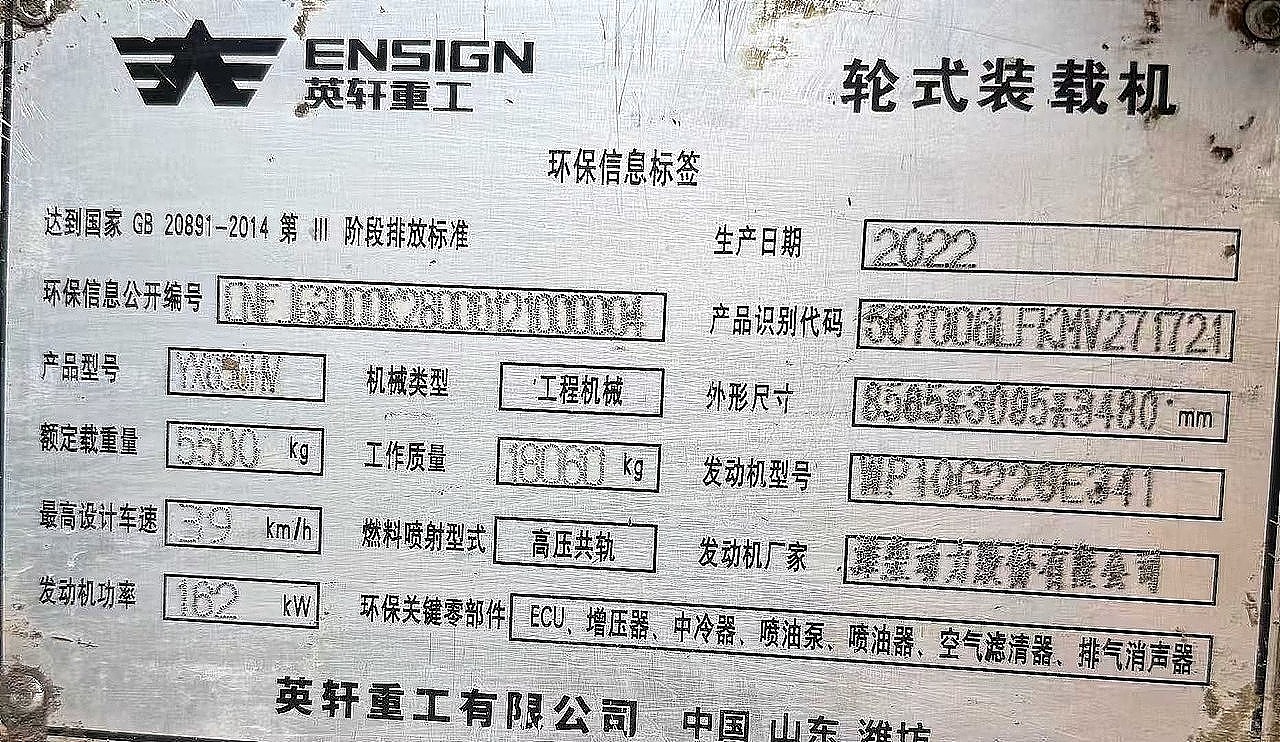 ENSIGN
英轩重工
轮式装载机
环保信息标签
达到国家 GB 20891-2014 第 III 阶段排放标准
生产日期 2022
环保信息公开编号
产品识别代码
产品型号
机械类型 工程机械
外形尺寸 8565x3095x3480 mm
额定载重量 5500 kg
工作质量 18060 kg
发动机型号 WP10G220E341
最高设计车速 39 km/h
燃料喷射型式 高压共轨
发动机厂家
发动机功率 162 kW
环保关键零部件 ECU、增压器、中冷器、喷油泵、喷油器、空气滤清器、排气消声器
英轩重工有限公司 中国 山东 潍坊